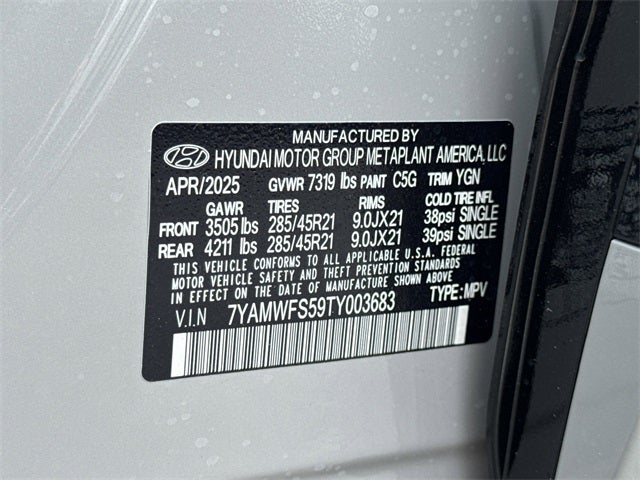 MANUFACTURED BY
HYUNDAI MOTOR GROUP METAPLANT AMERICA, LLC
APR/2025 GVWR 7319 lbs PAINT C5G TRIM YGN
GAWR TIRES RIMS COLD TIRE INFL
FRONT 3505 lbs 285/45R21 9.0JX21 38psi SINGLE
REAR 4211 lbs 285/45R21 9.0JX21 39psi SINGLE
THIS VEHICLE CONFORMS TO ALL APPLICABLE U.S.A. FEDERAL
MOTOR VEHICLE SAFETY AND THEFT PREVENTION STANDARDS
IN EFFECT ON THE DATE OF MANUFACTURE SHOWN ABOVE.
V.I.N 7YAMWFS59TY003683 TYPE: MPV